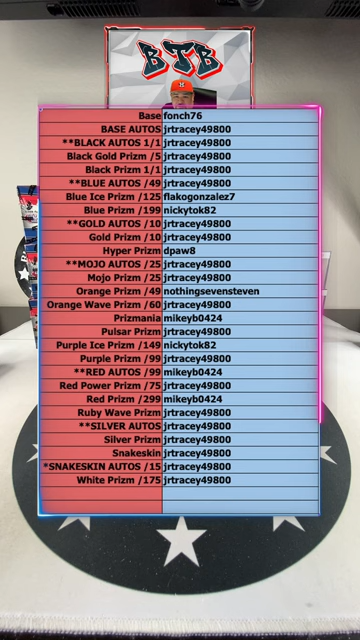 BTB
Base fonch76
BASE AUTOS jrtracey49800
**BLACK AUTOS 1/1 jrtracey49800
Black Gold Prizm /5 jrtracey49800
Black Prizm 1/1 jrtracey49800
**BLUE AUTOS /49 jrtracey49800
Blue Ice Prizm /125 flakogonzalez7
Blue Prizm /199 nickytok82
**GOLD AUTOS /10 jrtracey49800
Gold Prizm /10 jrtracey49800
Hyper Prizm dpaw8
**MOJO AUTOS /25 jrtracey49800
Mojo Prizm /25 jrtracey49800
Orange Prizm /49 nothingsevensteven
Orange Wave Prizm /60 jrtracey49800
Prizmania mikeyb0424
Pulsar Prizm jrtracey49800
Purple Ice Prizm /149 nickytok82
Purple Prizm /99 jrtracey49800
**RED AUTOS /99 mikeyb0424
Red Power Prizm /75 jrtracey49800
Red Prizm /299 mikeyb0424
Ruby Wave Prizm jrtracey49800
**SILVER AUTOS jrtracey49800
Silver Prizm jrtracey49800
Snakeskin jrtracey49800
*SNAKESKIN AUTOS /15 jrtracey49800
White Prizm /175 jrtracey49800